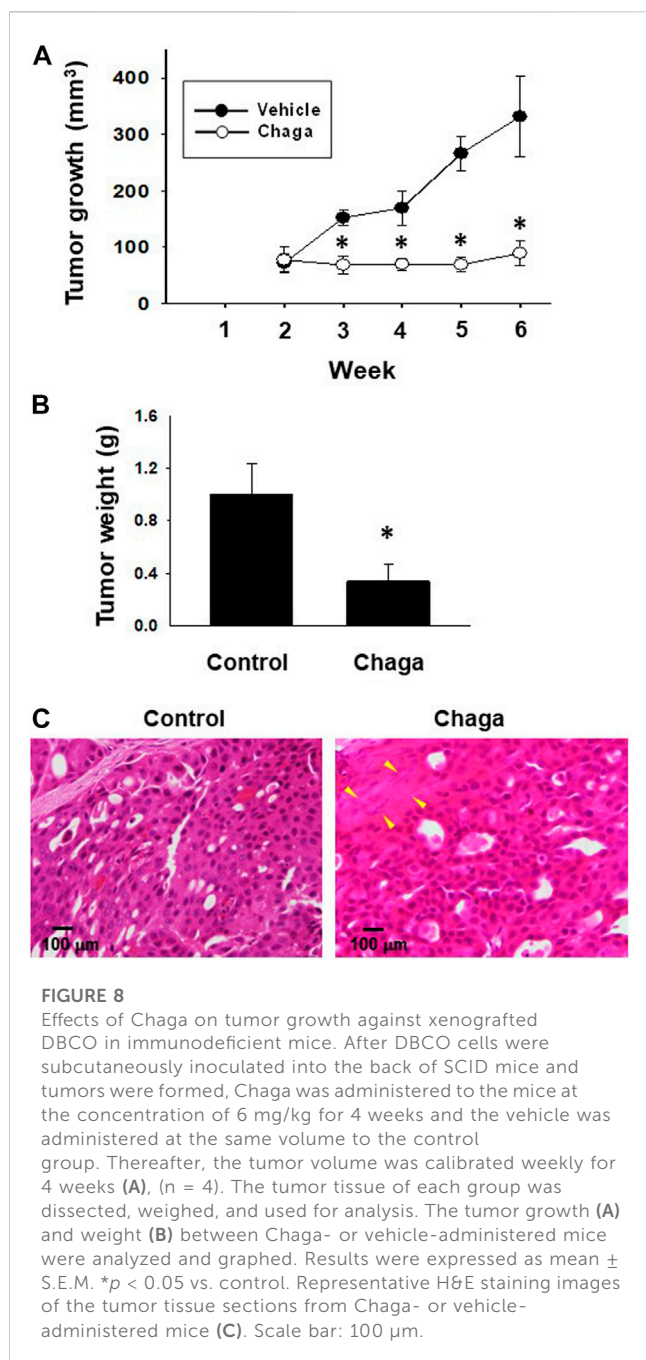 A
Tumor growth (mm³)
400
300
200
100
0
Vehicle
Chaga
* * * *
1 2 3 4 5 6
Week
B
Tumor weight (g)
1.6
1.2
0.8
0.4
0.0
*
Control Chaga
C
Control Chaga
100 µm 100 µm
FIGURE 8
Effects of Chaga on tumor growth against xenografted
DBCO in immunodeficient mice. After DBCO cells were
subcutaneously inoculated into the back of SCID mice and
tumors were formed, Chaga was administered to the mice at
the concentration of 6 mg/kg for 4 weeks and the vehicle was
administered at the same volume to the control
group. Thereafter, the tumor volume was calibrated weekly for
4 weeks (A), (n = 4). The tumor tissue of each group was
dissected, weighed, and used for analysis. The tumor growth (A)
and weight (B) between Chaga- or vehicle-administered mice
were analyzed and graphed. Results were expressed as mean ±
S.E.M. *p < 0.05 vs. control. Representative H&E staining images
of the tumor tissue sections from Chaga- or vehicle-
administered mice (C). Scale bar: 100 µm.